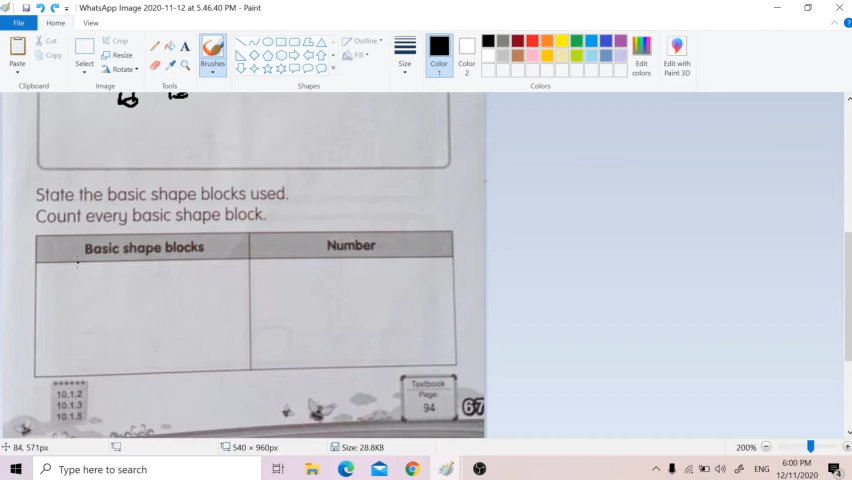 WhatsApp Image 2020-11-12 at 5.46.40 PM - Paint
File
Home
View
Paste
Cut
Copy
Clipboard
Select
Crop
Resize
Rotate
Image
A
Tools
Brushes
Shapes
Outline
Fill
Size
Color
1
Color
2
Edit
colors
Edit with
Paint 3D
Colors
State the basic shape blocks used.
Count every basic shape block.
Basic shape blocks
Number
10.1.2
10.1.3
10.1.5
Textbook
Page:
94
67
84, 571px
540 × 960px
Size: 28.8KB
200%
Type here to search
ENG
6:00 PM
12/11/2020
4